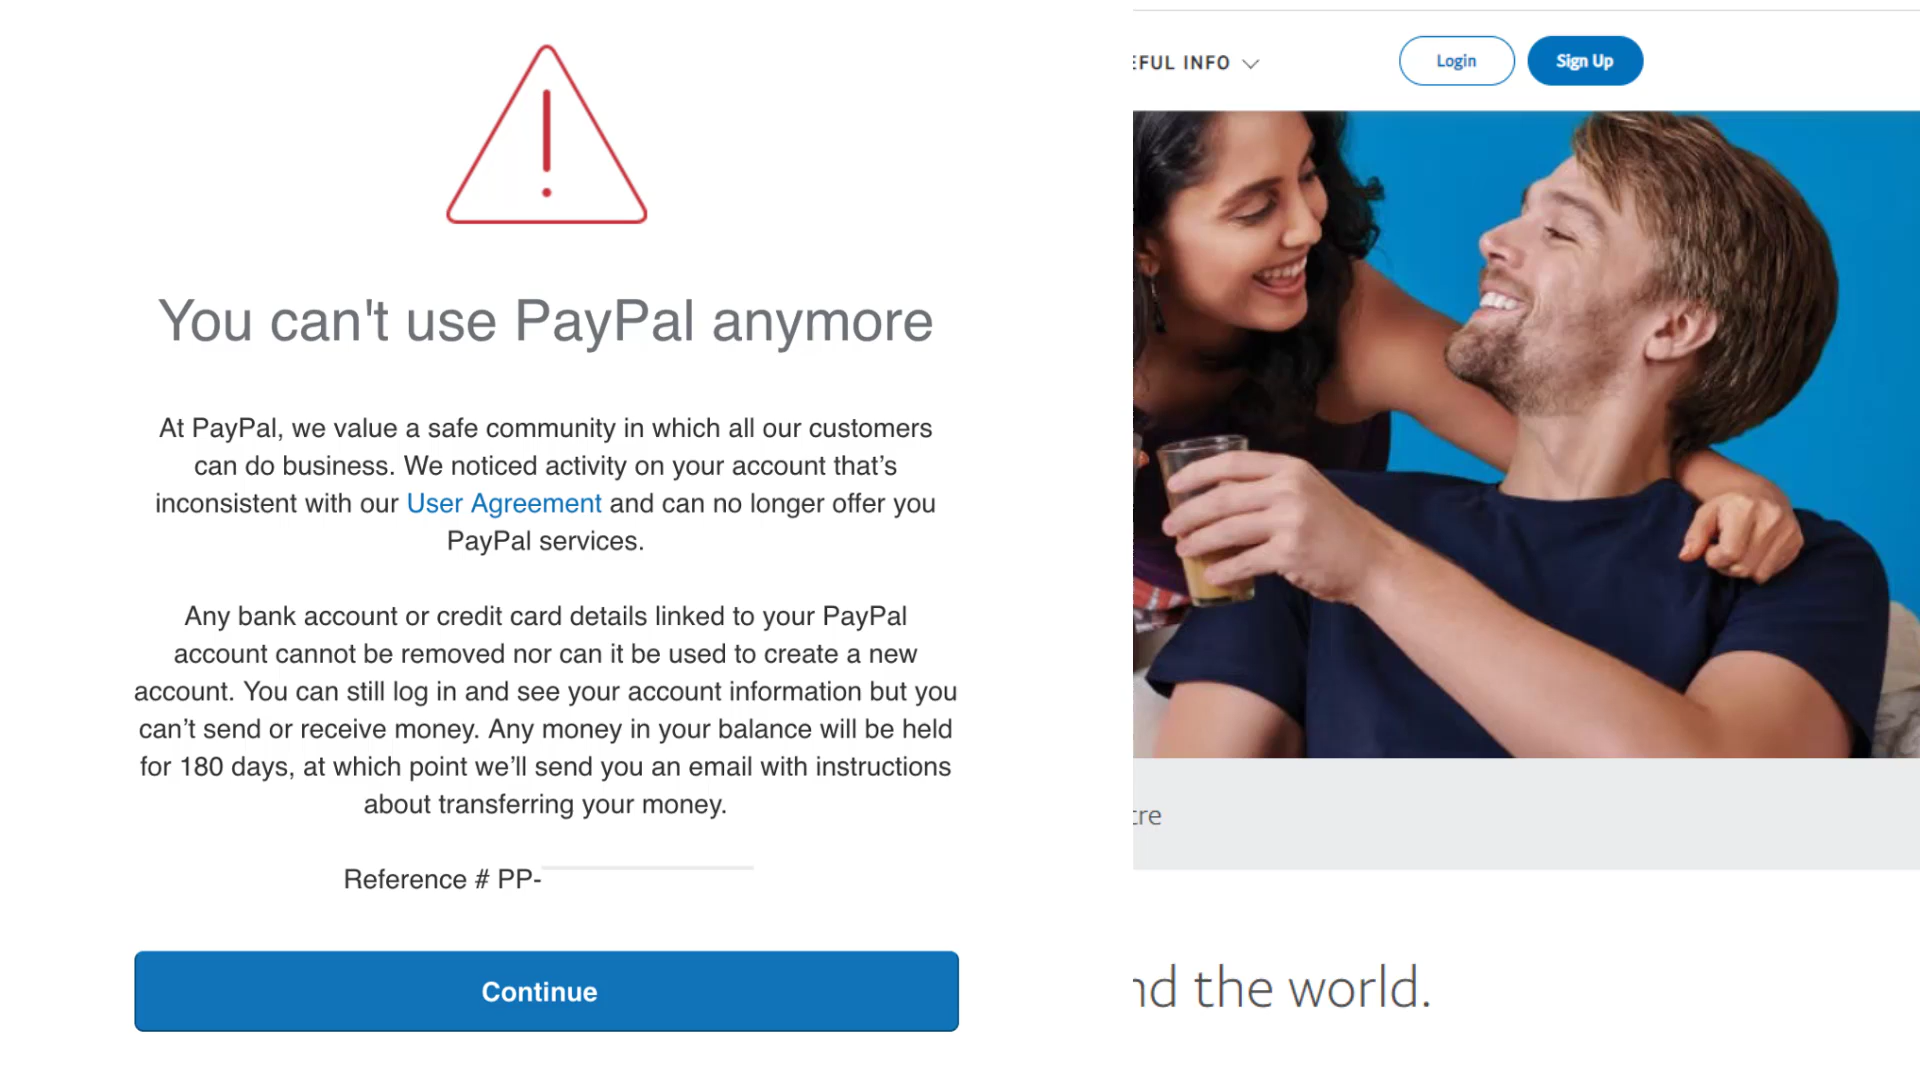 You can't use PayPal anymore
At PayPal, we value a safe community in which all our customers
can do business. We noticed activity on your account that’s
inconsistent with our User Agreement and can no longer offer you
PayPal services.
Any bank account or credit card details linked to your PayPal
account cannot be removed nor can it be used to create a new
account. You can still log in and see your account information but you
can’t send or receive money. Any money in your balance will be held
for 180 days, at which point we’ll send you an email with instructions
about transferring your money.
Reference # PP-
Continue
EFUL INFO
Login
Sign Up
tre
nd the world.